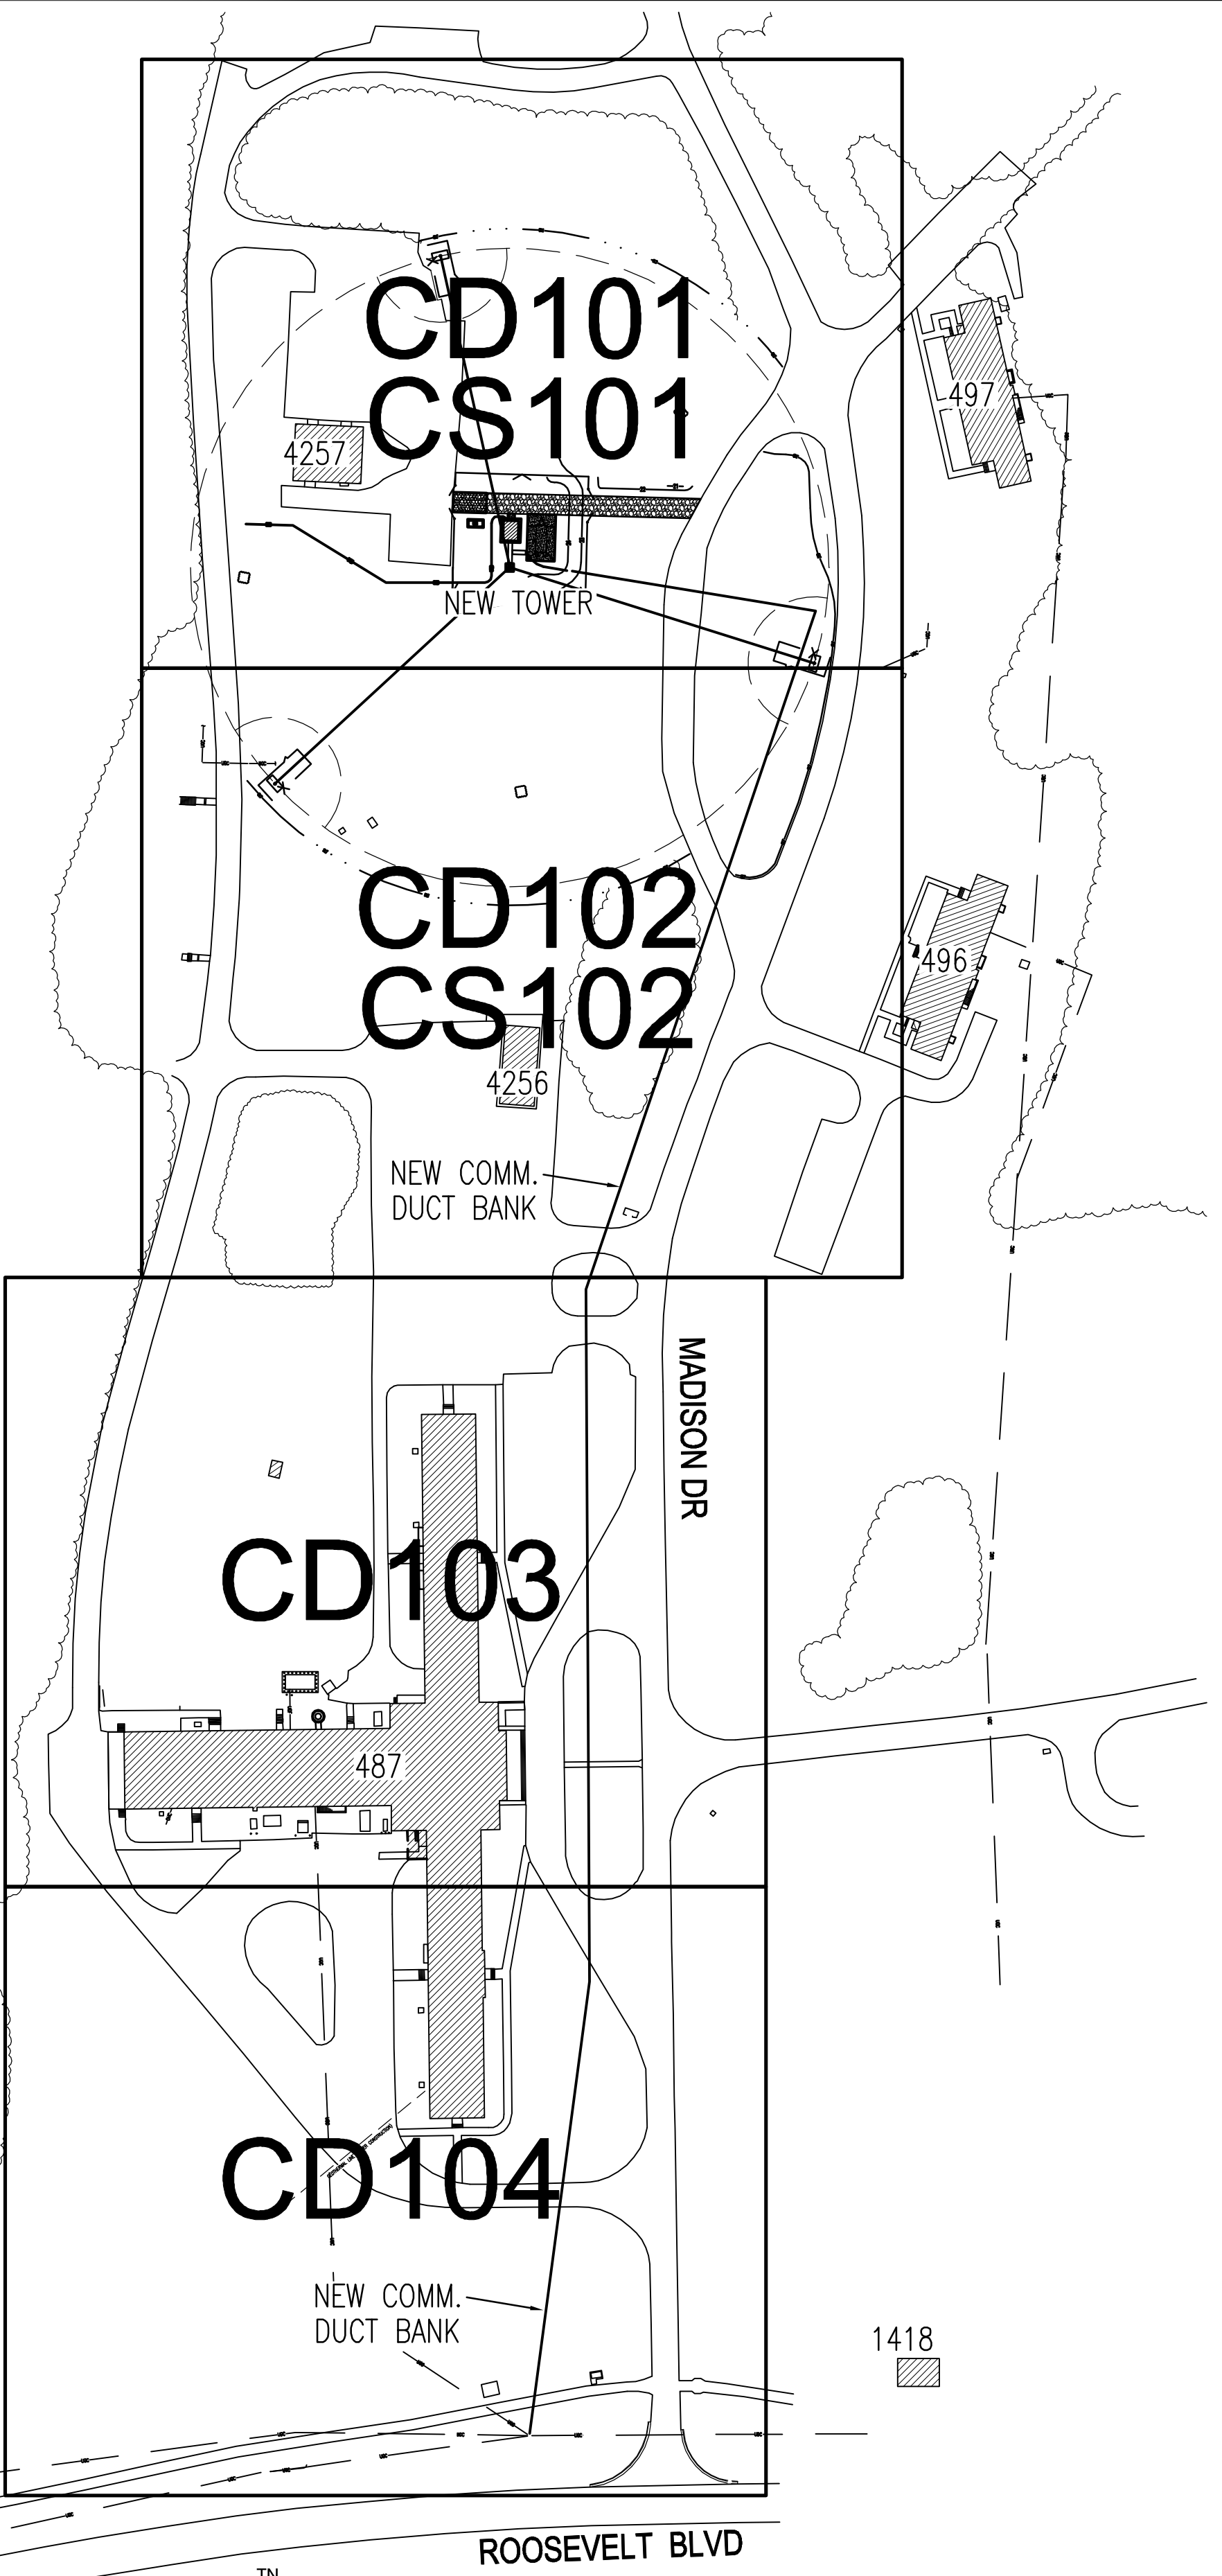 CD101
CS101
497
4257
NEW TOWER
CD102
CS102
496
4256
NEW COMM.
DUCT BANK
MADISON DR
CD103
487
CD104
NEW COMM.
DUCT BANK
1418
ROOSEVELT BLVD
TN